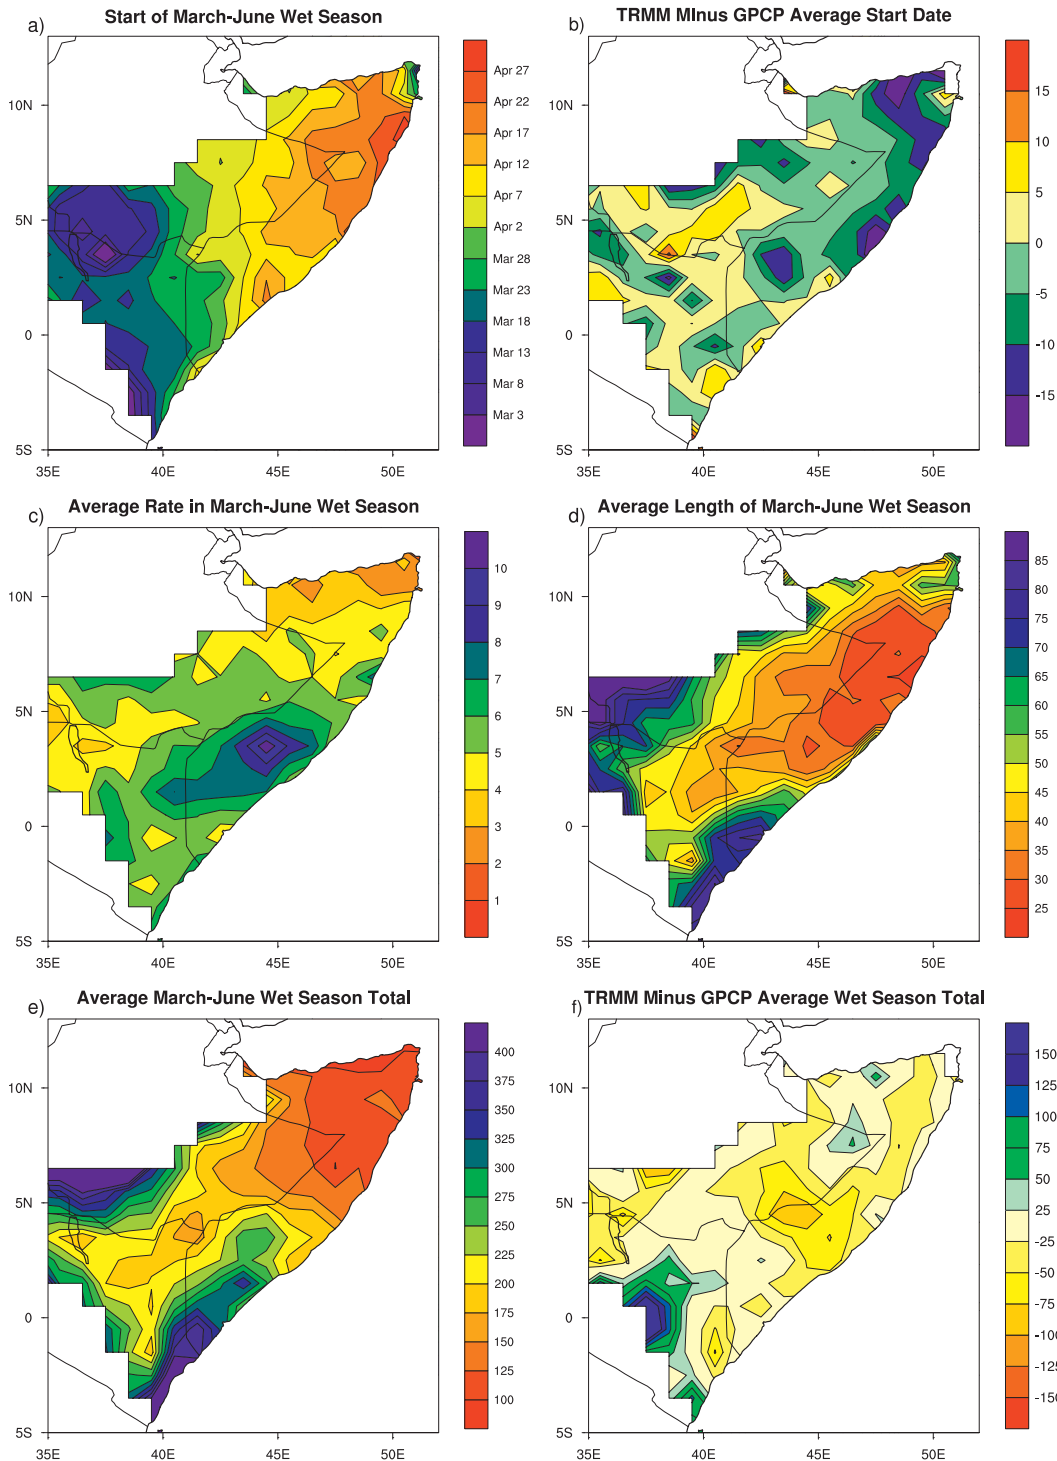 a) Start of March-June Wet Season
10N
5N
0
5S
35E 40E 45E 50E
Apr 27
Apr 22
Apr 17
Apr 12
Apr 7
Apr 2
Mar 28
Mar 23
Mar 18
Mar 13
Mar 8
Mar 3
b) TRMM MInus GPCP Average Start Date
10N
5N
0
5S
35E 40E 45E 50E
15
10
5
0
-5
-10
-15
c) Average Rate in March-June Wet Season
10N
5N
0
5S
35E 40E 45E 50E
10
9
8
7
6
5
4
3
2
1
d) Average Length of March-June Wet Season
10N
5N
0
5S
35E 40E 45E 50E
85
80
75
70
65
60
55
50
45
40
35
30
25
e) Average March-June Wet Season Total
10N
5N
0
5S
35E 40E 45E 50E
400
375
350
325
300
275
250
225
200
175
150
125
100
f) TRMM Minus GPCP Average Wet Season Total
10N
5N
0
5S
35E 40E 45E 50E
150
125
100
75
50
25
-25
-50
-75
-100
-125
-150